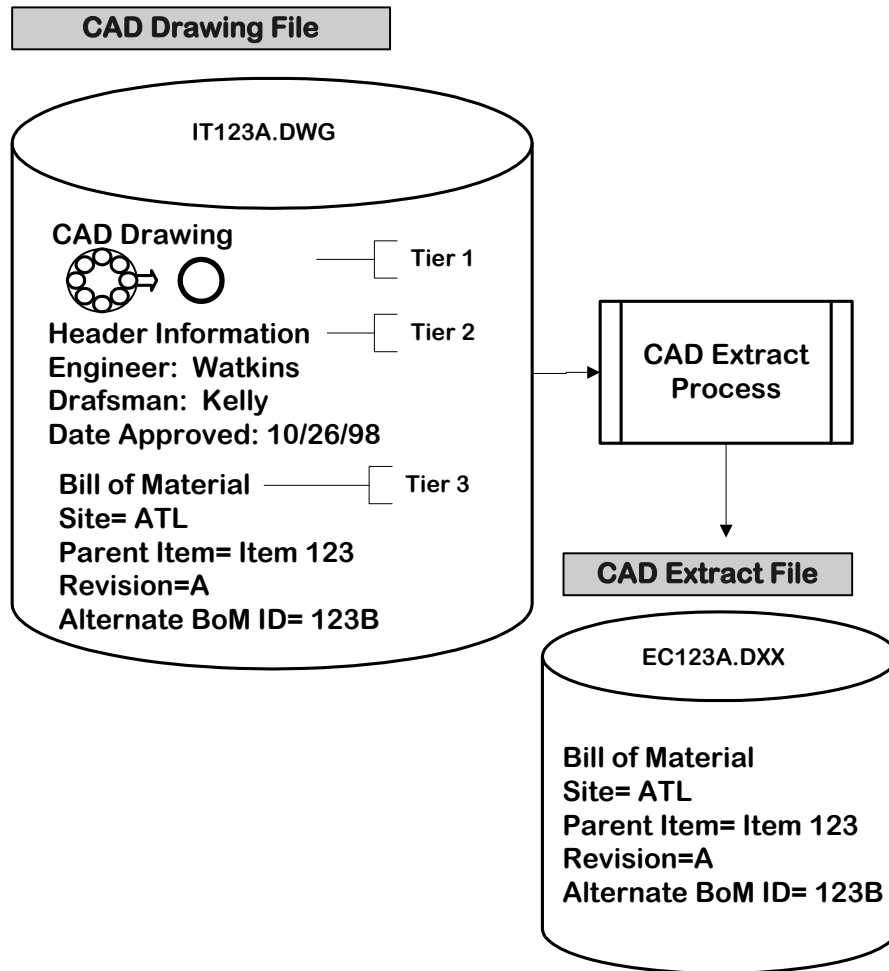 CAD Drawing File
IT123A.DWG
CAD Drawing
Tier 1
Header Information
Tier 2
Engineer: Watkins
Drafsman: Kelly
Date Approved: 10/26/98
Bill of Material
Tier 3
Site= ATL
Parent Item= Item 123
Revision=A
Alternate BoM ID= 123B
CAD Extract
Process
CAD Extract File
EC123A.DXX
Bill of Material
Site= ATL
Parent Item= Item 123
Revision=A
Alternate BoM ID= 123B